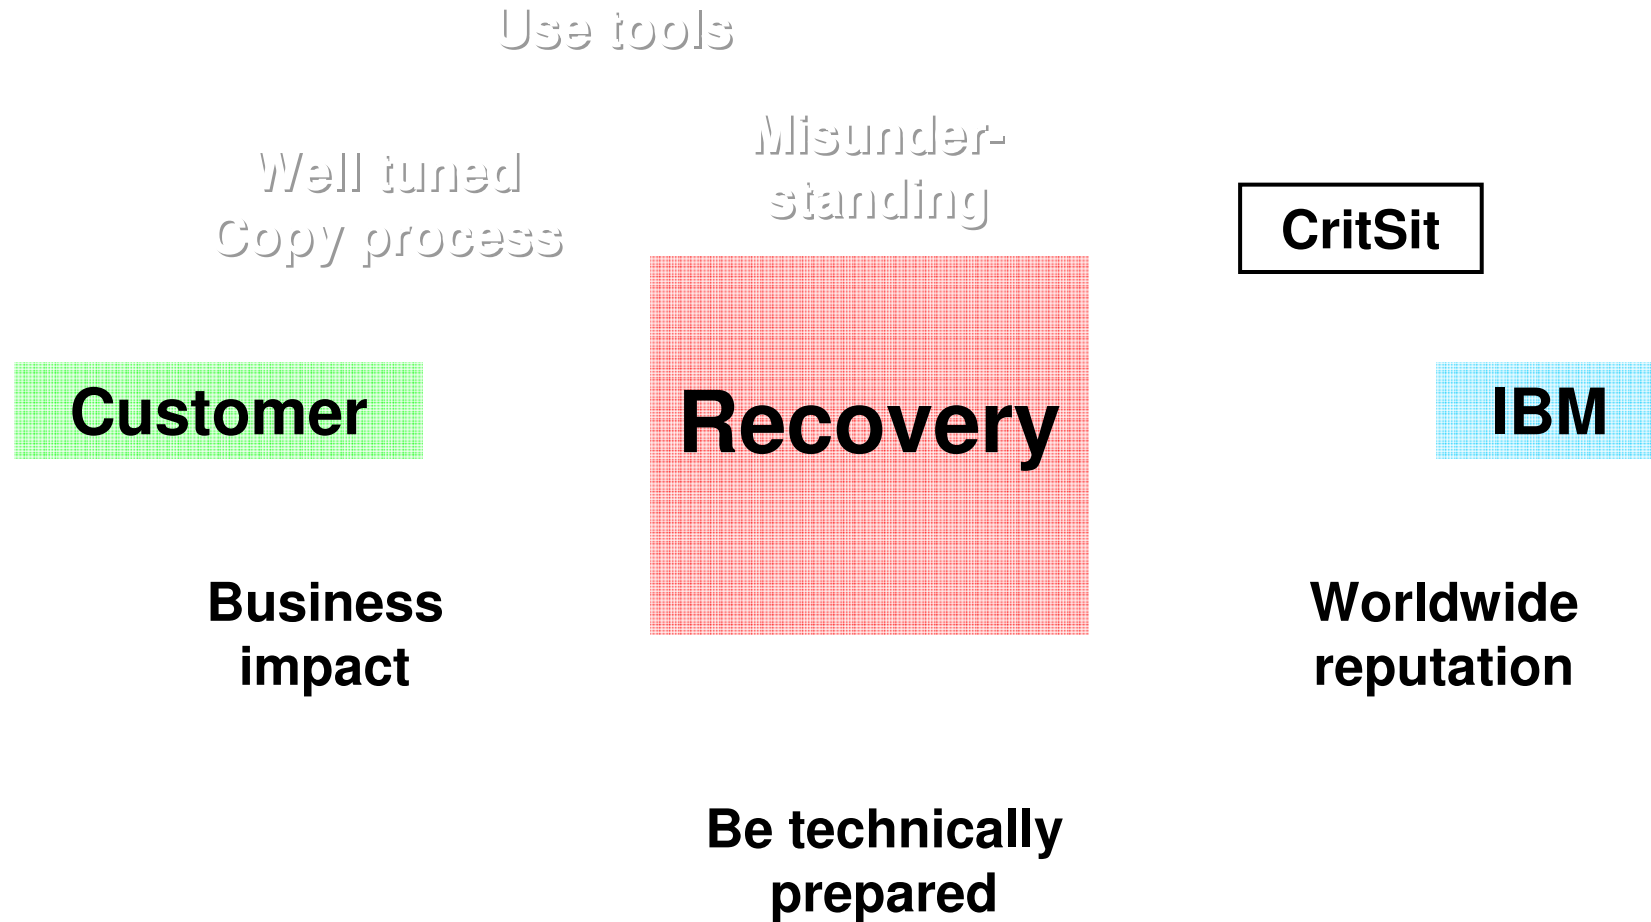 Use tools
Misunder-
standing
Well tuned
Copy process
CritSit
Customer
Recovery
IBM
Business
impact
Worldwide
reputation
Be technically
prepared